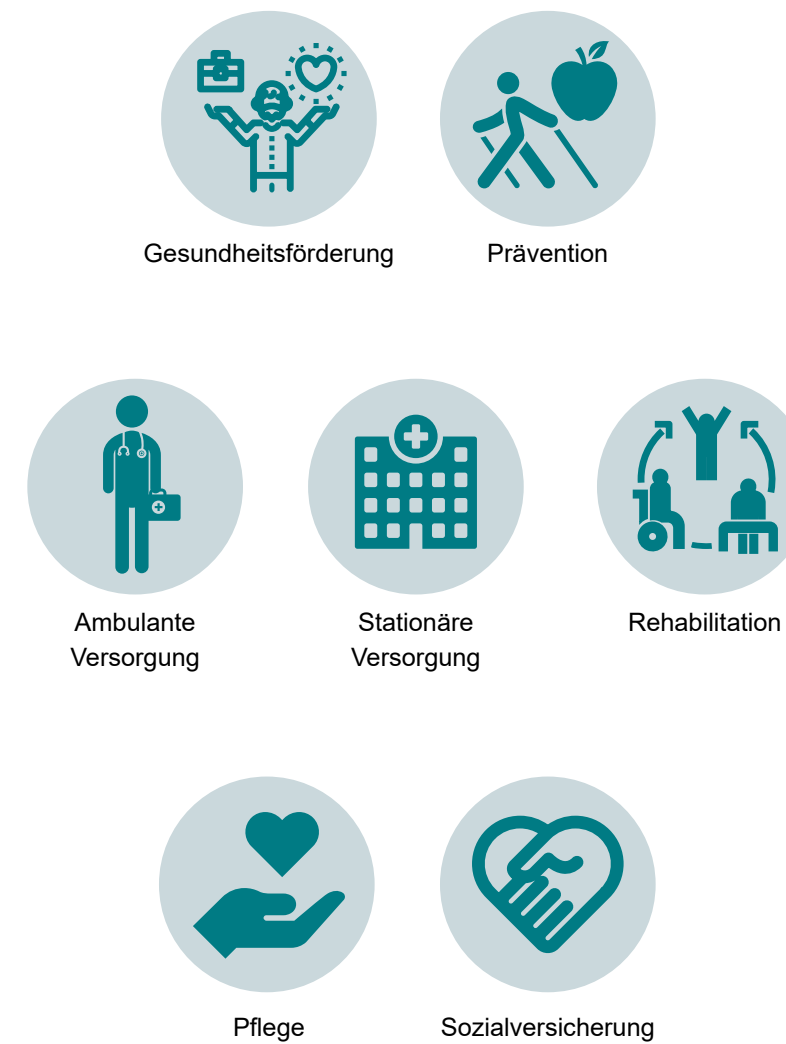 Gesundheitsförderung
Prävention
Ambulante
Versorgung
Stationäre
Versorgung
Rehabilitation
Pflege
Sozialversicherung